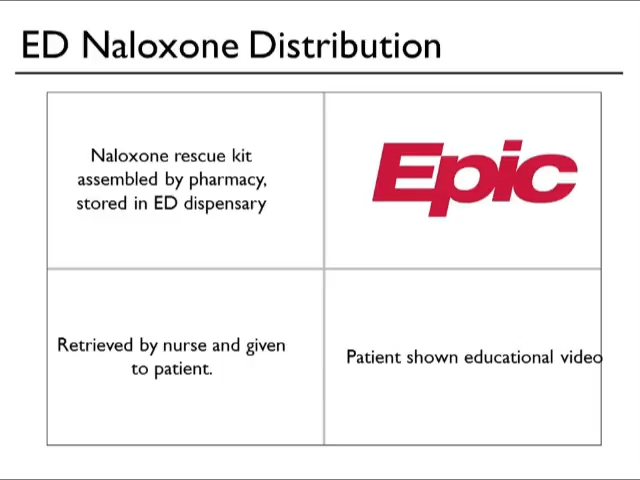 ED Naloxone Distribution
Naloxone rescue kit
assembled by pharmacy,
stored in ED dispensary
Epic
Retrieved by nurse and given
to patient.
Patient shown educational video